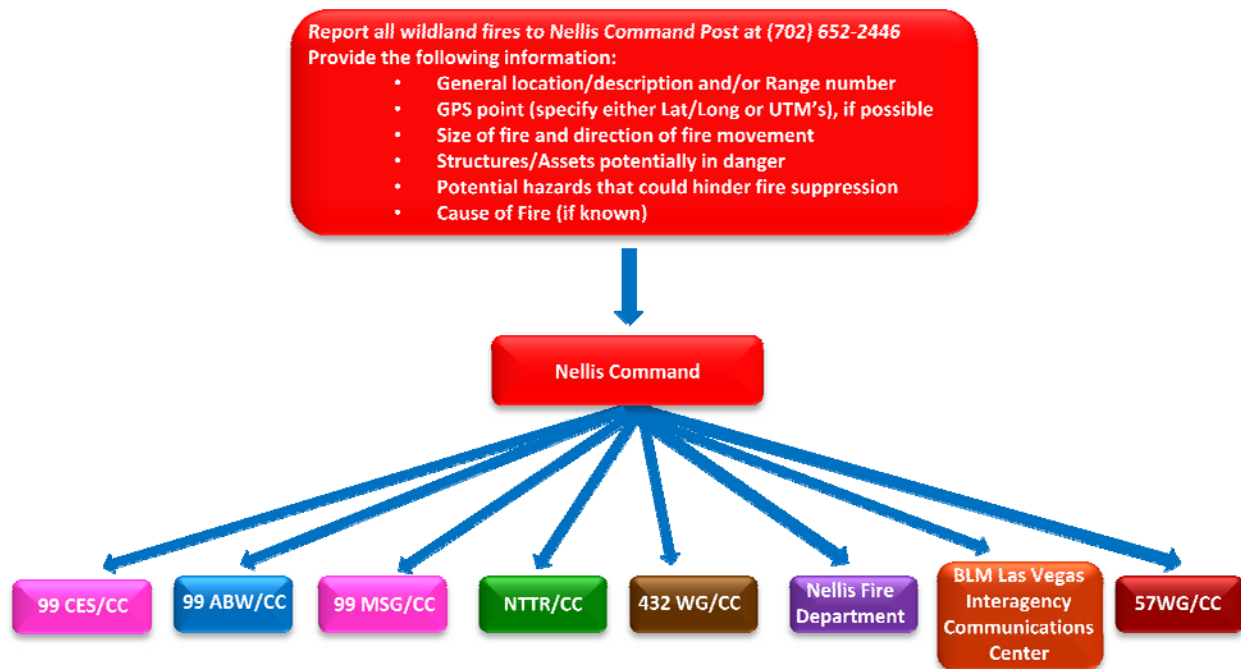 Report all wildland fires to Nellis Command Post at (702) 652-2446
Provide the following information:
• General location/description and/or Range number
• GPS point (specify either Lat/Long or UTM's), if possible
• Size of fire and direction of fire movement
• Structures/Assets potentially in danger
• Potential hazards that could hinder fire suppression
• Cause of Fire (if known)
Nellis Command
99 CES/CC
99 ABW/CC
99 MSG/CC
NTTR/CC
432 WG/CC
Nellis Fire
Department
BLM Las Vegas
Interagency
Communications
Center
57WG/CC